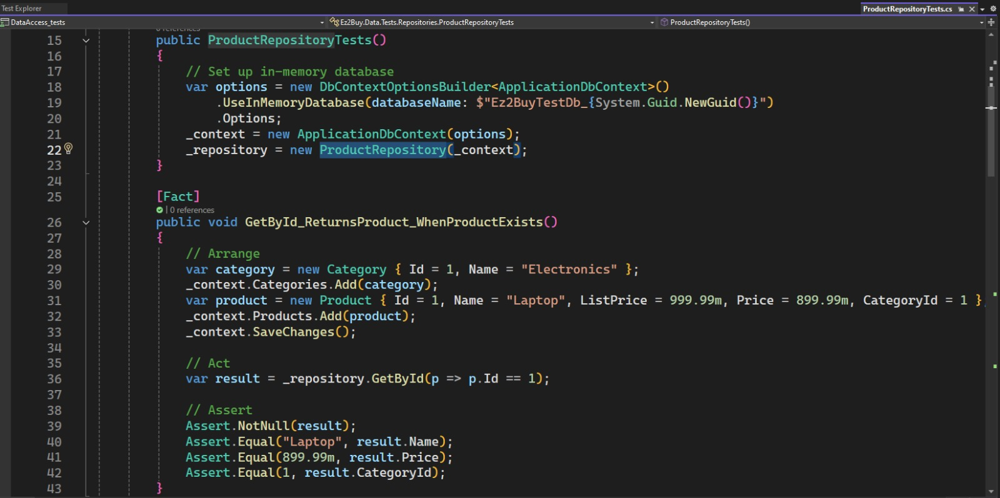 Test Explorer
ProductRepositoryTests.cs
DataAccess_tests
Ez2Buy.Data.Tests.Repositories.ProductRepositoryTests
ProductRepositoryTests()
0 references
15 public ProductRepositoryTests()
16 {
17 // Set up in-memory database
18 var options = new DbContextOptionsBuilder<ApplicationDbContext>()
19 .UseInMemoryDatabase(databaseName: $"Ez2BuyTestDb_{System.Guid.NewGuid()}")
20 .Options;
21 _context = new ApplicationDbContext(options);
22 _repository = new ProductRepository(_context);
23 }
24
25 [Fact]
| 0 references
26 public void GetById_ReturnsProduct_WhenProductExists()
27 {
28 // Arrange
29 var category = new Category { Id = 1, Name = "Electronics" };
30 _context.Categories.Add(category);
31 var product = new Product { Id = 1, Name = "Laptop", ListPrice = 999.99m, Price = 899.99m, CategoryId = 1 };
32 _context.Products.Add(product);
33 _context.SaveChanges();
34
35 // Act
36 var result = _repository.GetById(p => p.Id == 1);
37
38 // Assert
39 Assert.NotNull(result);
40 Assert.Equal("Laptop", result.Name);
41 Assert.Equal(899.99m, result.Price);
42 Assert.Equal(1, result.CategoryId);
43 }